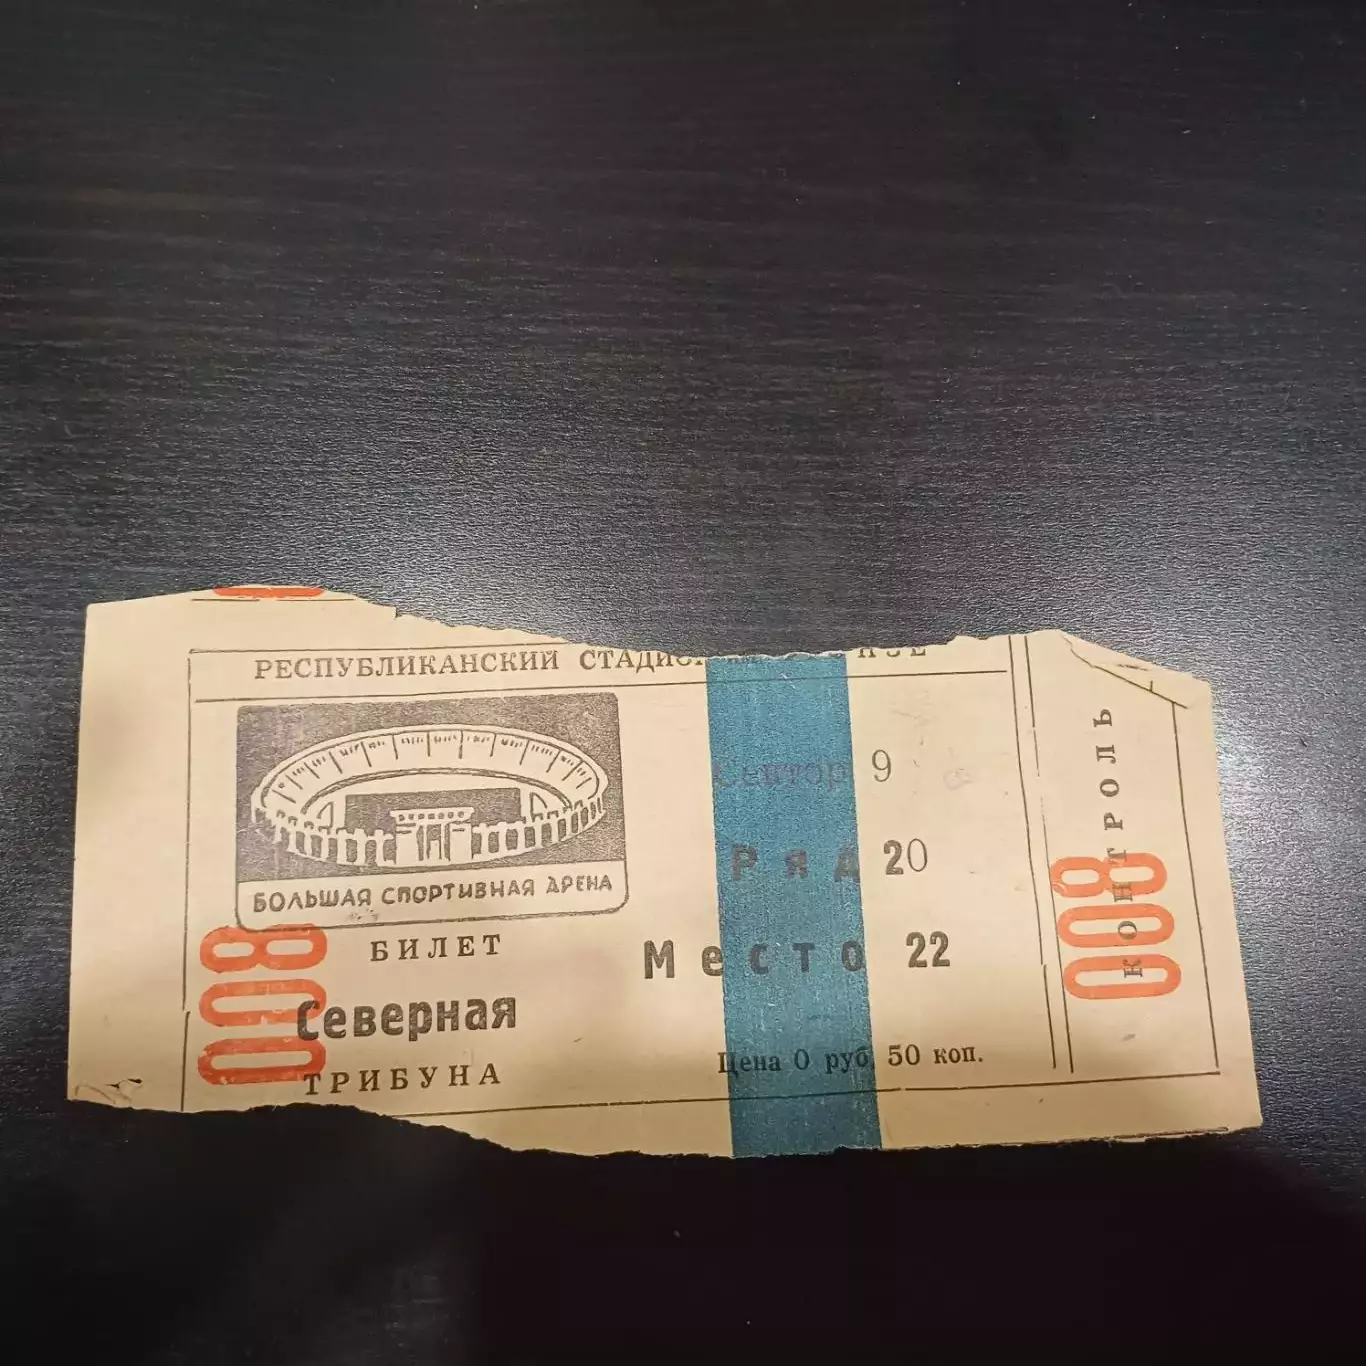 РЕСПУБЛИКАНСКИЙ
БОЛЬШАЯ СПОРТИВНАЯ АРЕНА
БИЛЕТ
Северная
ТРИБУНА
008
Сектор 9
Ряд 20
Место 22
Цена 0 руб. 50 коп.
КОНТРОЛЬ
008